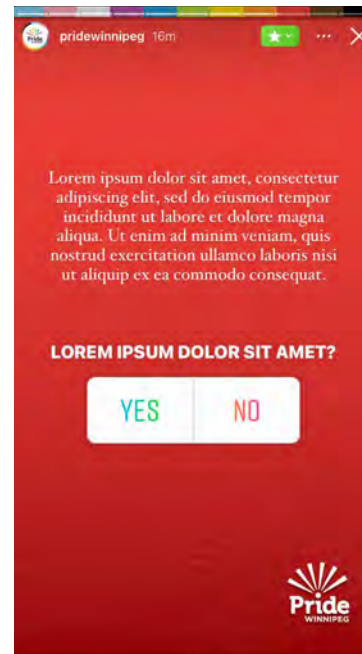 Pride
pridewinnipeg 16m
Lorem ipsum dolor sit amet, consectetur
adipiscing elit, sed do eiusmod tempor
incididunt ut labore et dolore magna
aliqua. Ut enim ad minim veniam, quis
nostrud exercitation ullamco laboris nisi
ut aliquip ex ea commodo consequat.
LOREM IPSUM DOLOR SIT AMET?
YES NO
Pride
WINNIPEG